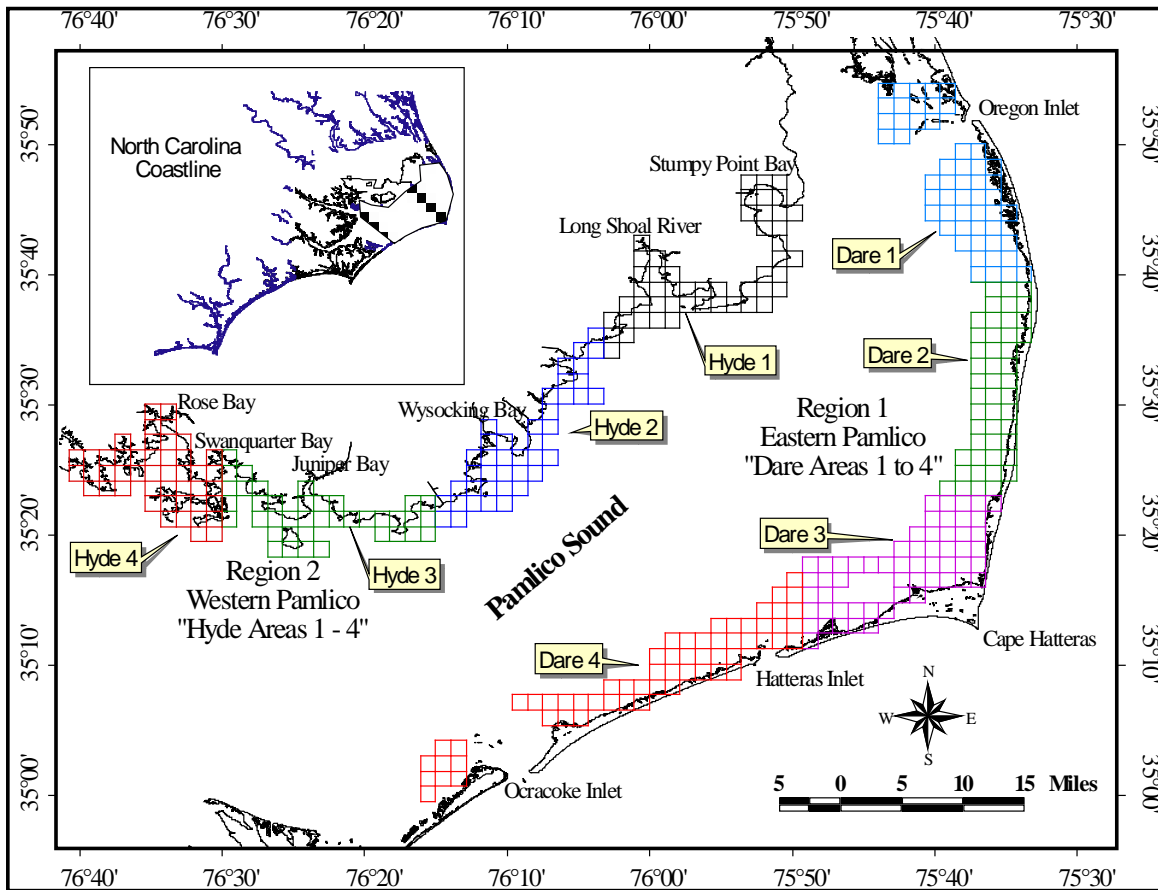 76°40' 76°30' 76°20' 76°10' 76°00' 75°50' 75°40' 75°30'
35°50'
35°40'
35°30'
35°20'
35°10'
35°00'
North Carolina
Coastline
Oregon Inlet
Stumpy Point Bay
Long Shoal River
Dare 1
Hyde 1
Dare 2
Rose Bay
Wysocking Bay
Region 1
Eastern Pamlico
"Dare Areas 1 to 4"
Hyde 2
Swanquarter Bay
Juniper Bay
Dare 3
Hyde 4
Hyde 3
Region 2
Western Pamlico
"Hyde Areas 1 - 4"
Pamlico Sound
Cape Hatteras
Dare 4
Hatteras Inlet
N
W E
S
Ocracoke Inlet
5 0 5 10 15 Miles
76°40' 76°30' 76°20' 76°10' 76°00' 75°50' 75°40' 75°30'